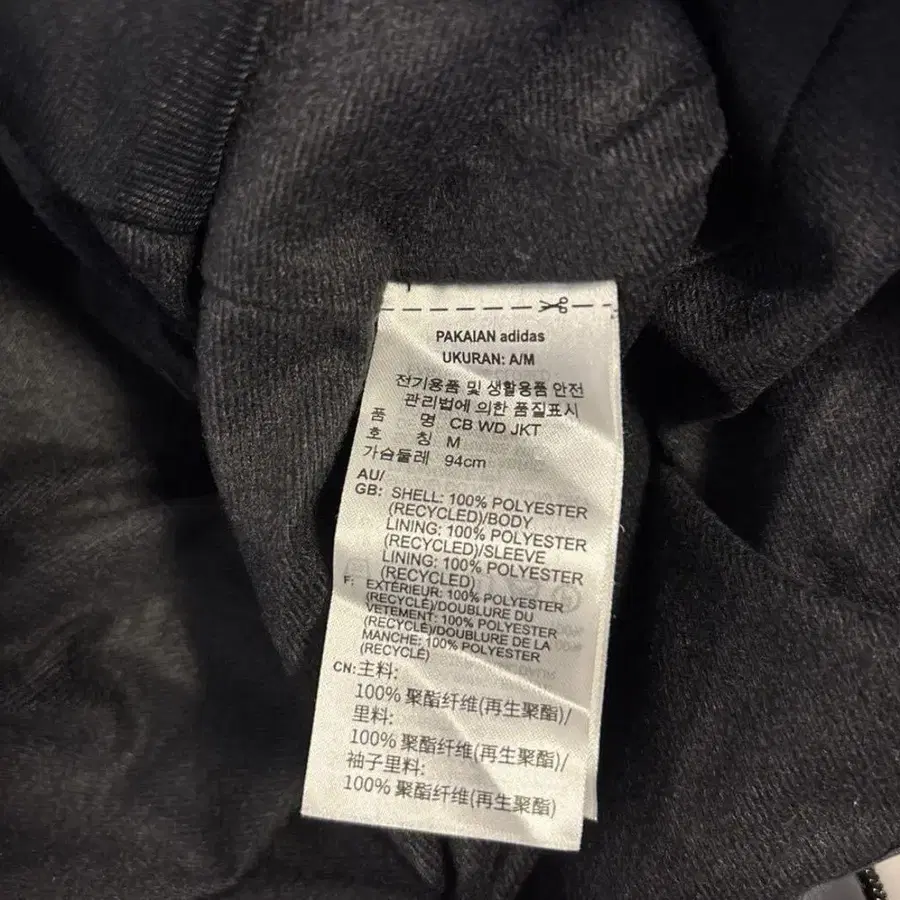 PAKAIAN adidas
UKURAN: A/M
전기용품 및 생활용품 안전
관리법에 의한 품질표시
품 명 CB WD JKT
호 칭 M
가슴둘레 94cm
AU/
GB: SHELL: 100% POLYESTER
(RECYCLED)/BODY
LINING: 100% POLYESTER
(RECYCLED)/SLEEVE
LINING: 100% POLYESTER
(RECYCLED)
F: EXTÉRIEUR: 100% POLYESTER
(RECYCLÉ)/DOUBLURE DU
VETEMENT: 100% POLYESTER
(RECYCLÉ)/DOUBLURE DE LA
MANCHE: 100% POLYESTER
(RECYCLÉ)
CN: 主料:
100% 聚酯纤维(再生聚酯)/
里料:
100% 聚酯纤维(再生聚酯)/
袖子里料:
100% 聚酯纤维(再生聚酯)